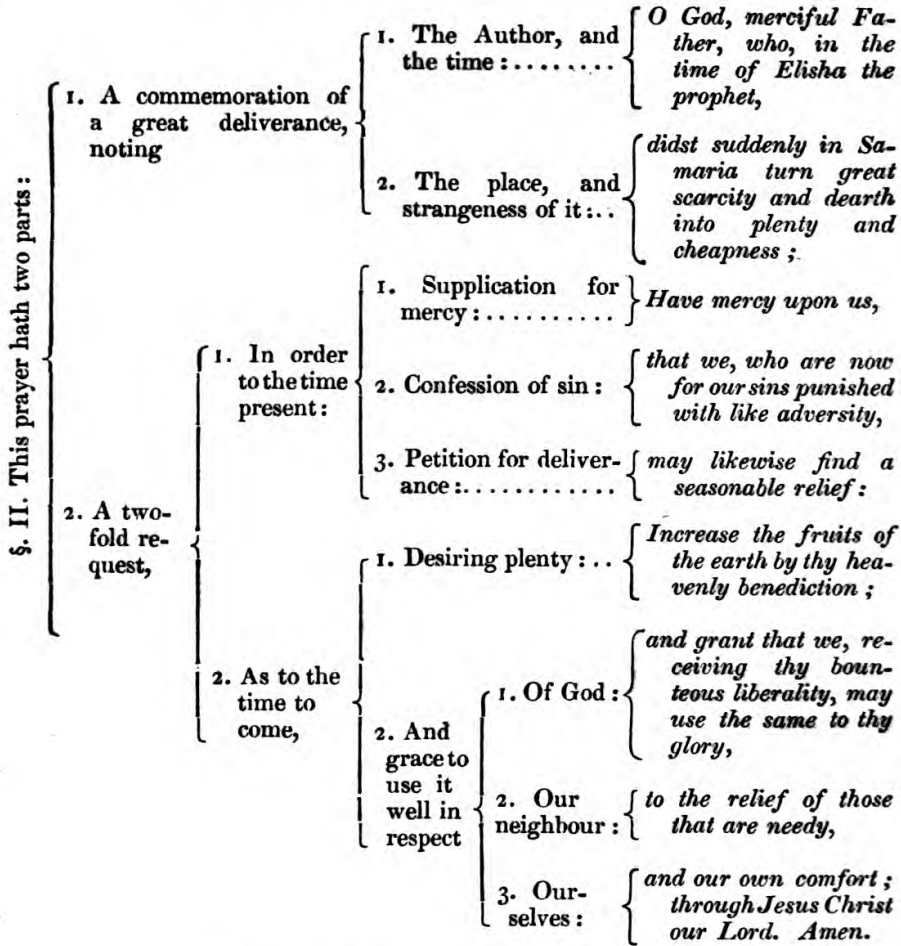 §. II. This prayer hath two parts :
1. A commemoration of
a great deliverance,
noting
1. The Author, and
the time : . . . . . . . .
O God, merciful Fa-
ther, who, in the
time of Elisha the
prophet,
2. The place, and
strangeness of it: . .
didst suddenly in Sa-
maria turn great
scarcity and dearth
into plenty and
cheapness ;
2. A two-
fold re-
quest,
1. In order
to the time
present :
1. Supplication for
mercy : . . . . . . . . . .
Have mercy upon us,
2. Confession of sin :
that we, who are now
for our sins punished
with like adversity,
3. Petition for deliver-
ance : . . . . . . . . . . . .
may likewise find a
seasonable relief :
2. As to the
time to
come,
1. Desiring plenty : . .
Increase the fruits of
the earth by thy hea-
venly benediction ;
2. And
grace to
use it
well in
respect
1. Of God :
and grant that we, re-
ceiving thy boun-
teous liberality, may
use the same to thy
glory,
2. Our
neighbour :
to the relief of those
that are needy,
3. Our-
selves :
and our own comfort ;
through Jesus Christ
our Lord. Amen.